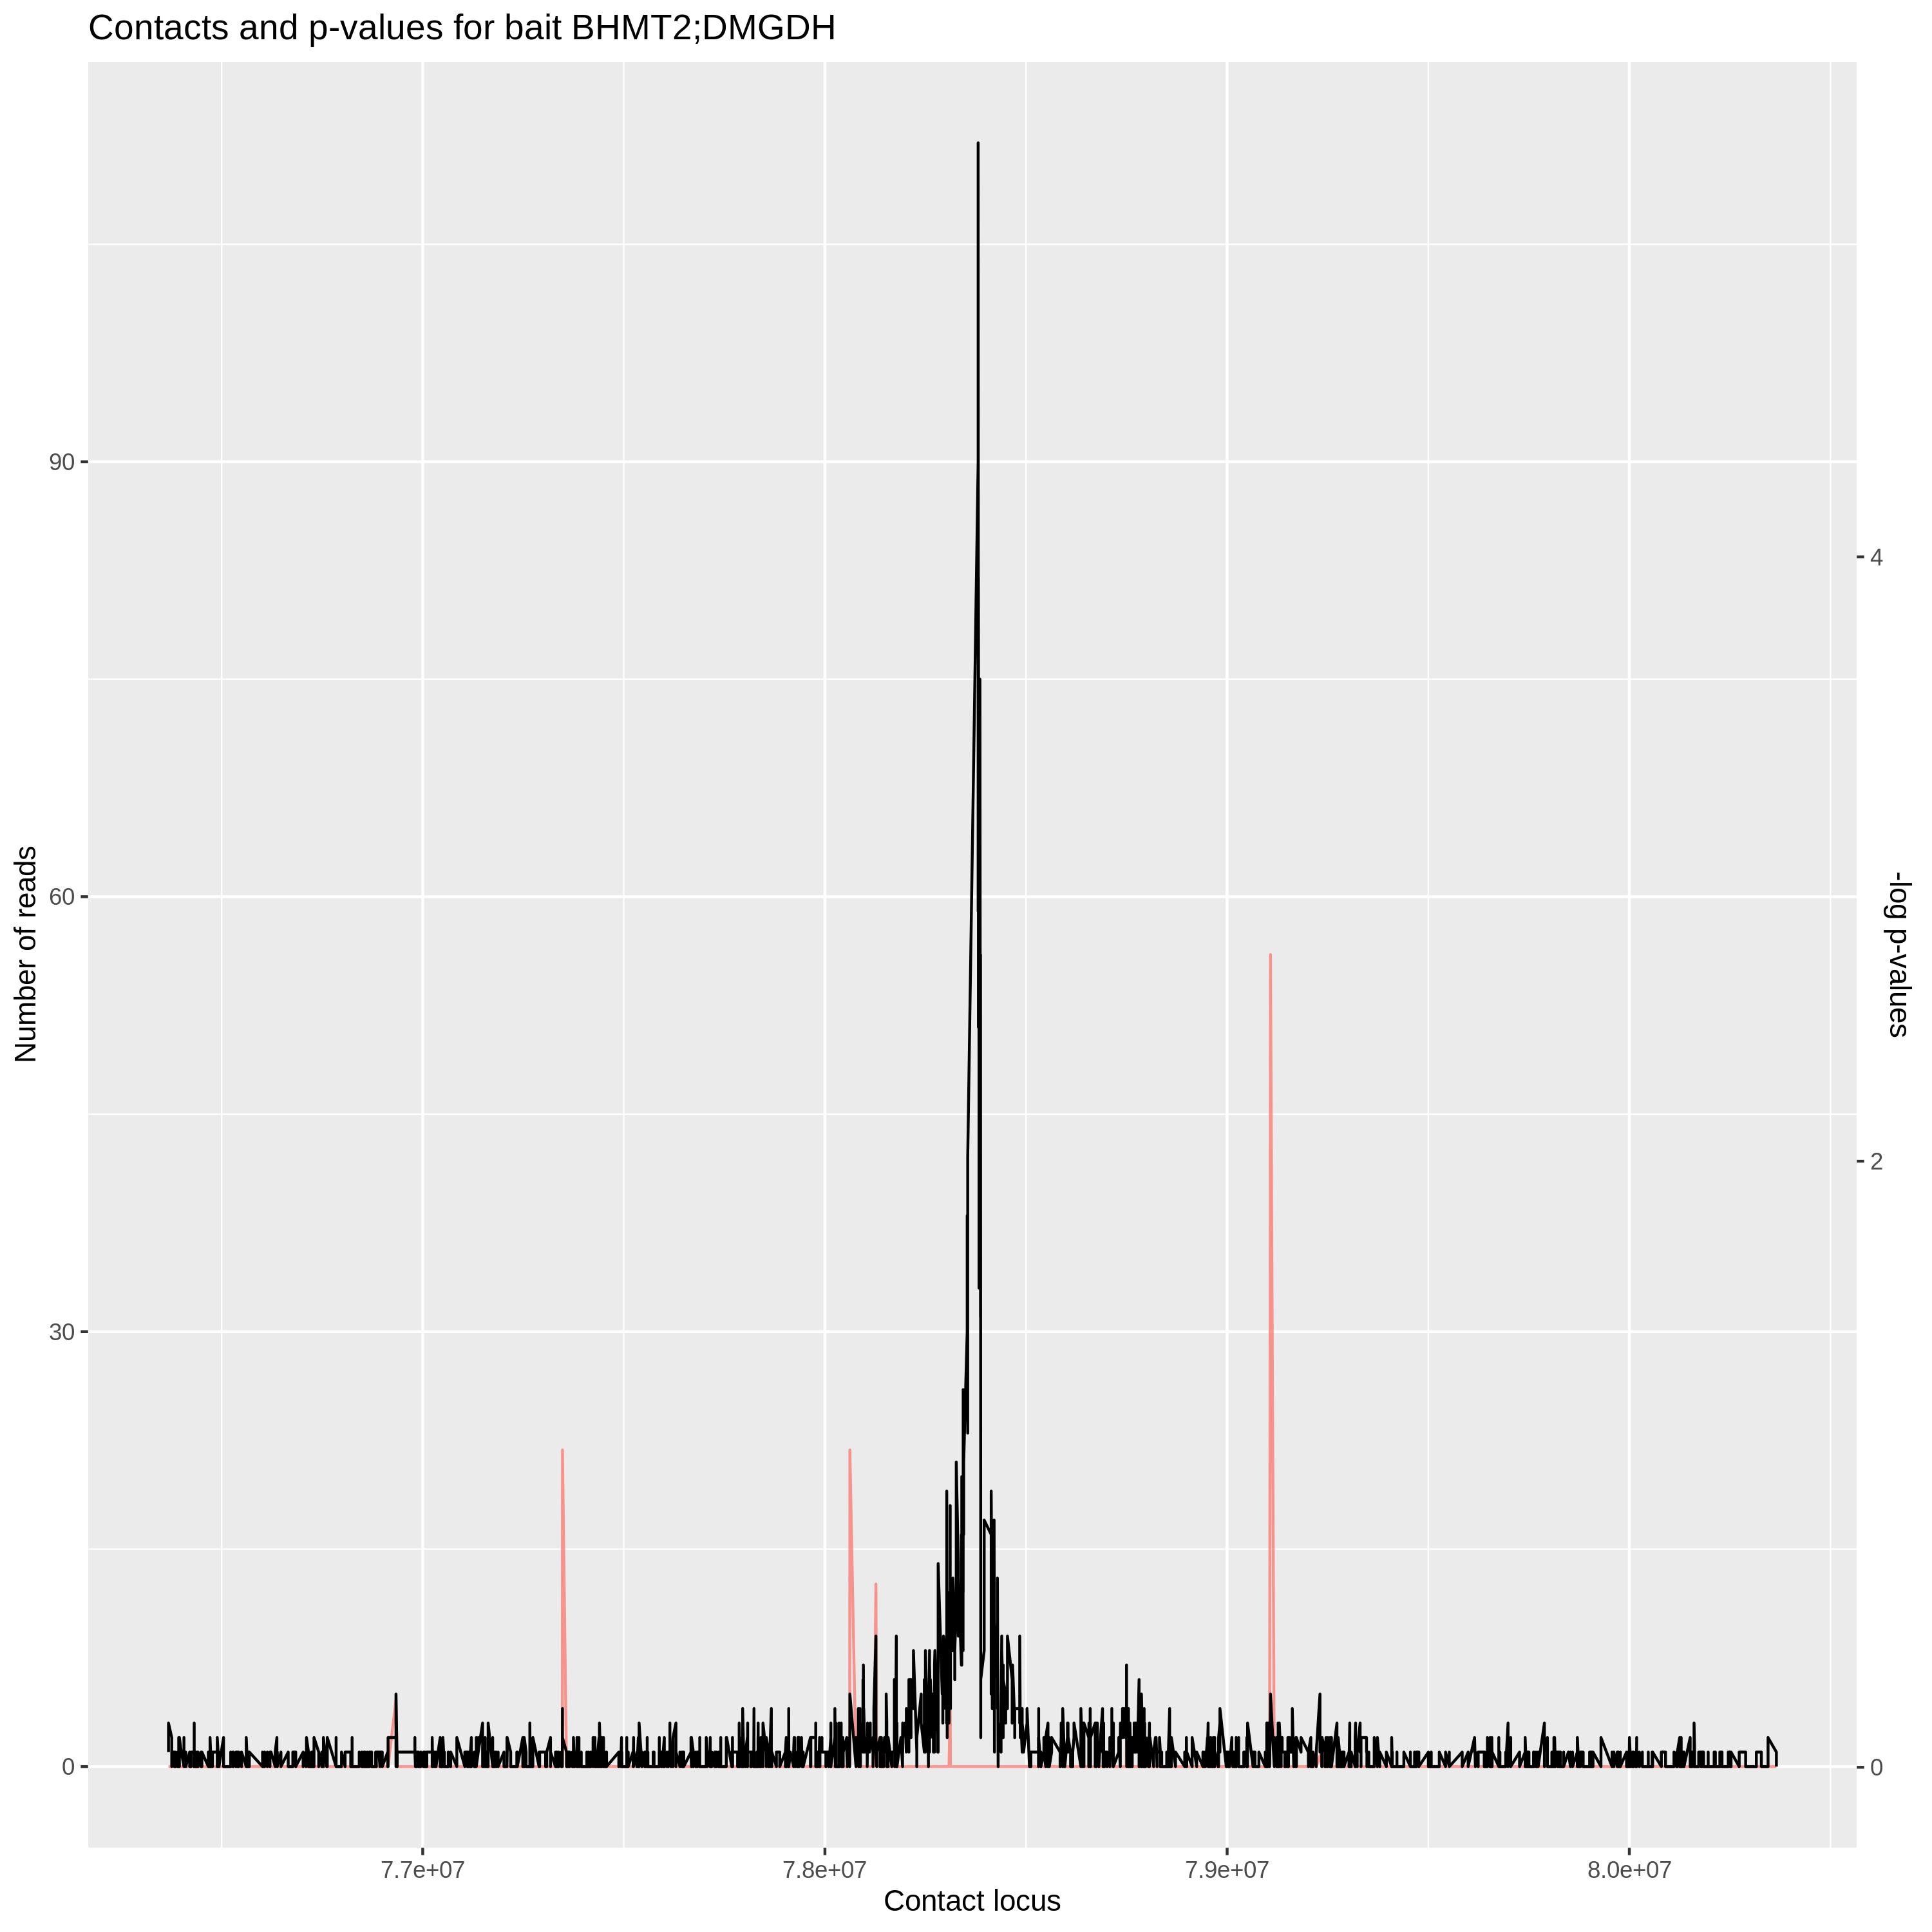 Contacts and p-values for bait BHMT2;DMGDH
90
60
30
0
Number of reads
4
2
0
-log p-values
7.7e+07
7.8e+07
7.9e+07
8.0e+07
Contact locus